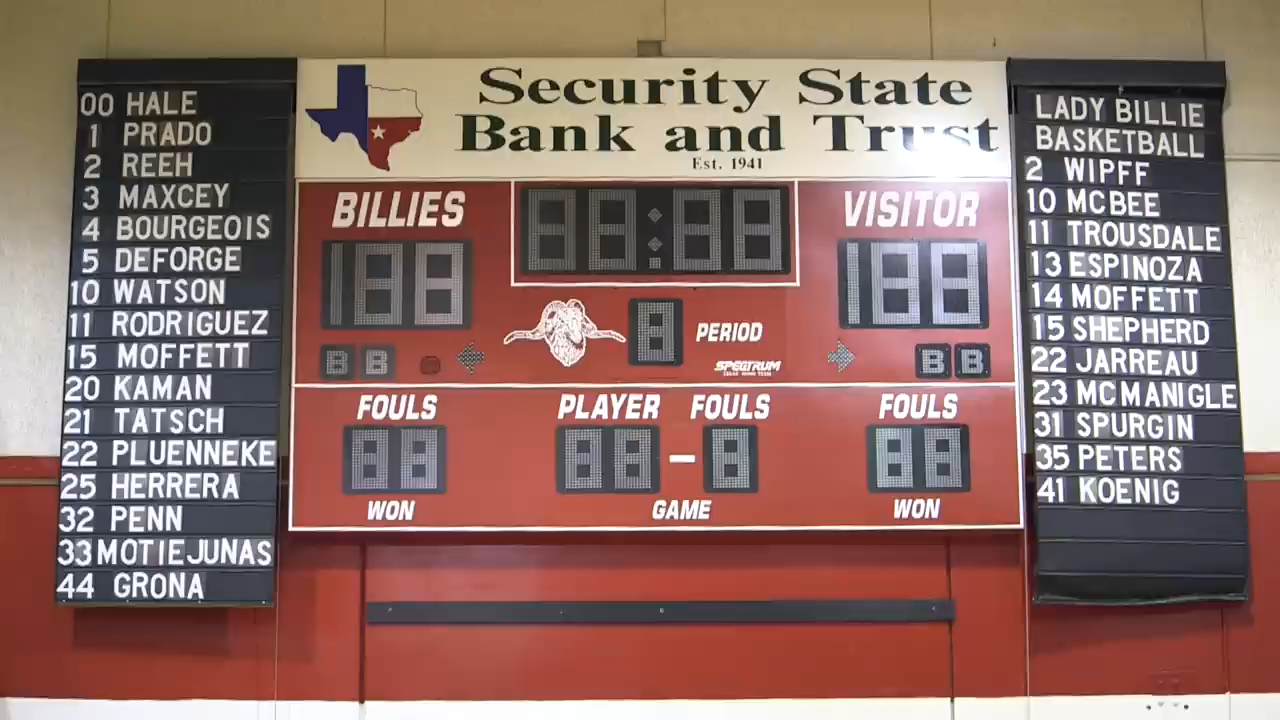 Security State
Bank and Trust
Est. 1941
00 HALE
1 PRADO
2 REEH
3 MAXCEY
4 BOURGEOIS
5 DEFORGE
10 WATSON
11 RODRIGUEZ
15 MOFFETT
20 KAMAN
21 TATSCH
22 PLUENNEKE
25 HERRERA
32 PENN
33 MOTIEJUNAS
44 GRONA
BILLIES
VISITOR
PERIOD
SPECTRUM
B B
B B
FOULS
PLAYER FOULS
FOULS
WON
GAME
WON
LADY BILLIE
BASKETBALL
2 WIPFF
10 MCBEE
11 TROUSDALE
13 ESPINOZA
14 MOFFETT
15 SHEPHERD
22 JARREAU
23 MCMANIGLE
31 SPURGIN
35 PETERS
41 KOENIG